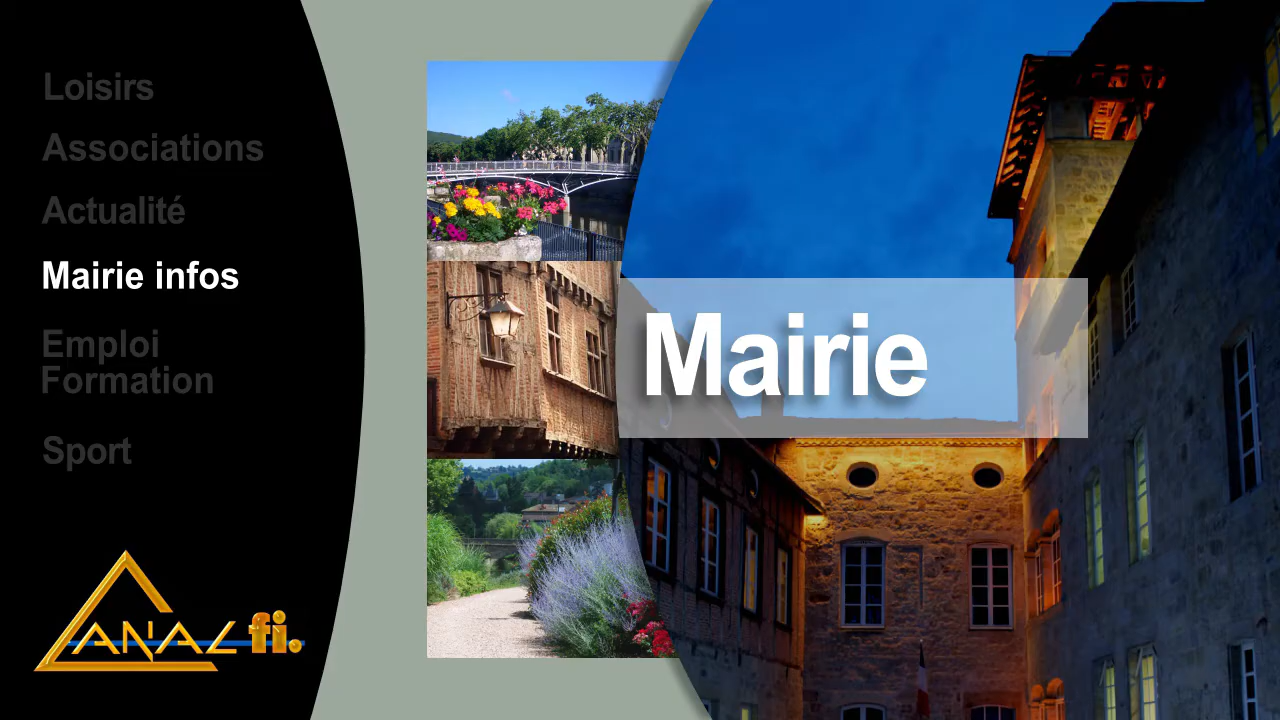 Loisirs
Associations
Actualité
Mairie infos
Emploi
Formation
Sport
Mairie
CANAL fi.